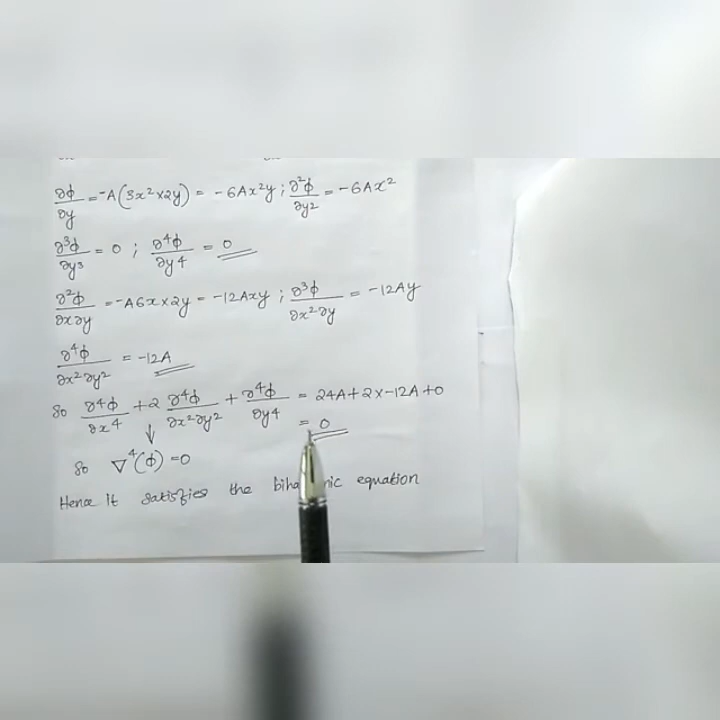 ∂ϕ/∂y = -A(3x²×2y) = -6Ax²y ; ∂²ϕ/∂y² = -6Ax²
∂³ϕ/∂y³ = 0 ; ∂⁴ϕ/∂y⁴ = 0
∂²ϕ/∂x∂y = -A6x×2y = -12Axy ; ∂³ϕ/∂x²∂y = -12Ay
∂⁴ϕ/∂x²∂y² = -12A
So ∂⁴ϕ/∂x⁴ + 2 ∂⁴ϕ/∂x²∂y² + ∂⁴ϕ/∂y⁴ = 24A+2×-12A+0
= 0
So ∇⁴(ϕ) = 0
Hence it satisfies the equation